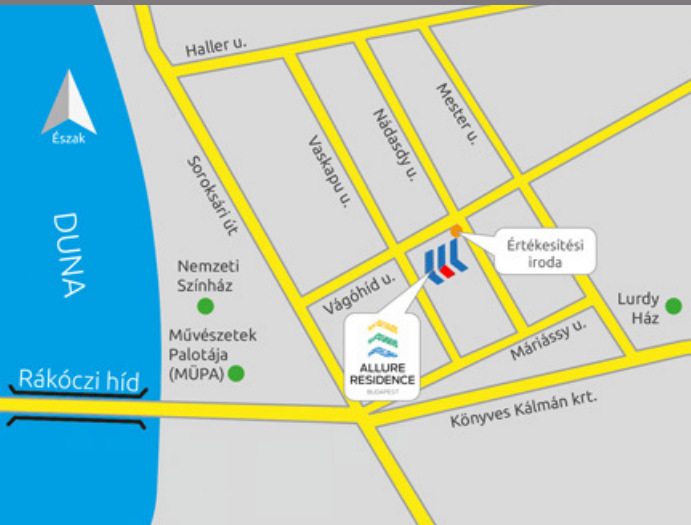 Haller u.
Észak
Vaskapu u.
Nádasdy u.
Mester u.
Soroksári út
DUNA
Értékesítési
iroda
Nemzeti
Színház
Vágóhíd u.
Lurdy
Ház
Művészetek
Palotája
(MÜPA)
ALLURE
RESIDENCE
BUDAPEST
Máriássy u.
Rákóczi híd
Könyves Kálmán krt.